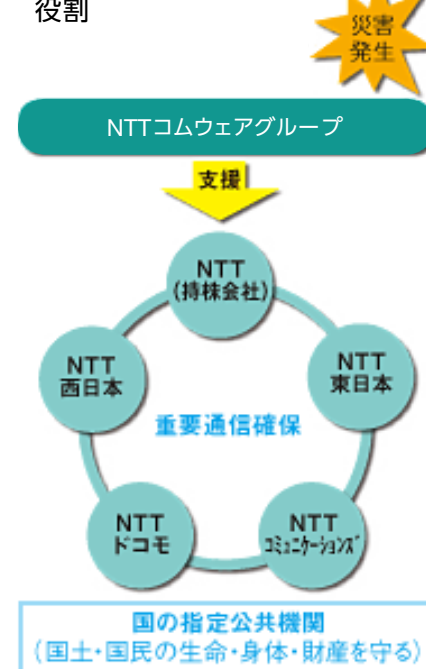 役割
災害
発生
NTTコムウェアグループ
支援
NTT
(持株会社)
NTT
西日本
NTT
東日本
重要通信確保
NTT
ドコモ
NTT
ｺﾐｭﾆｹｰｼｮﾝｽﾞ
国の指定公共機関
(国土・国民の生命・身体・財産を守る)